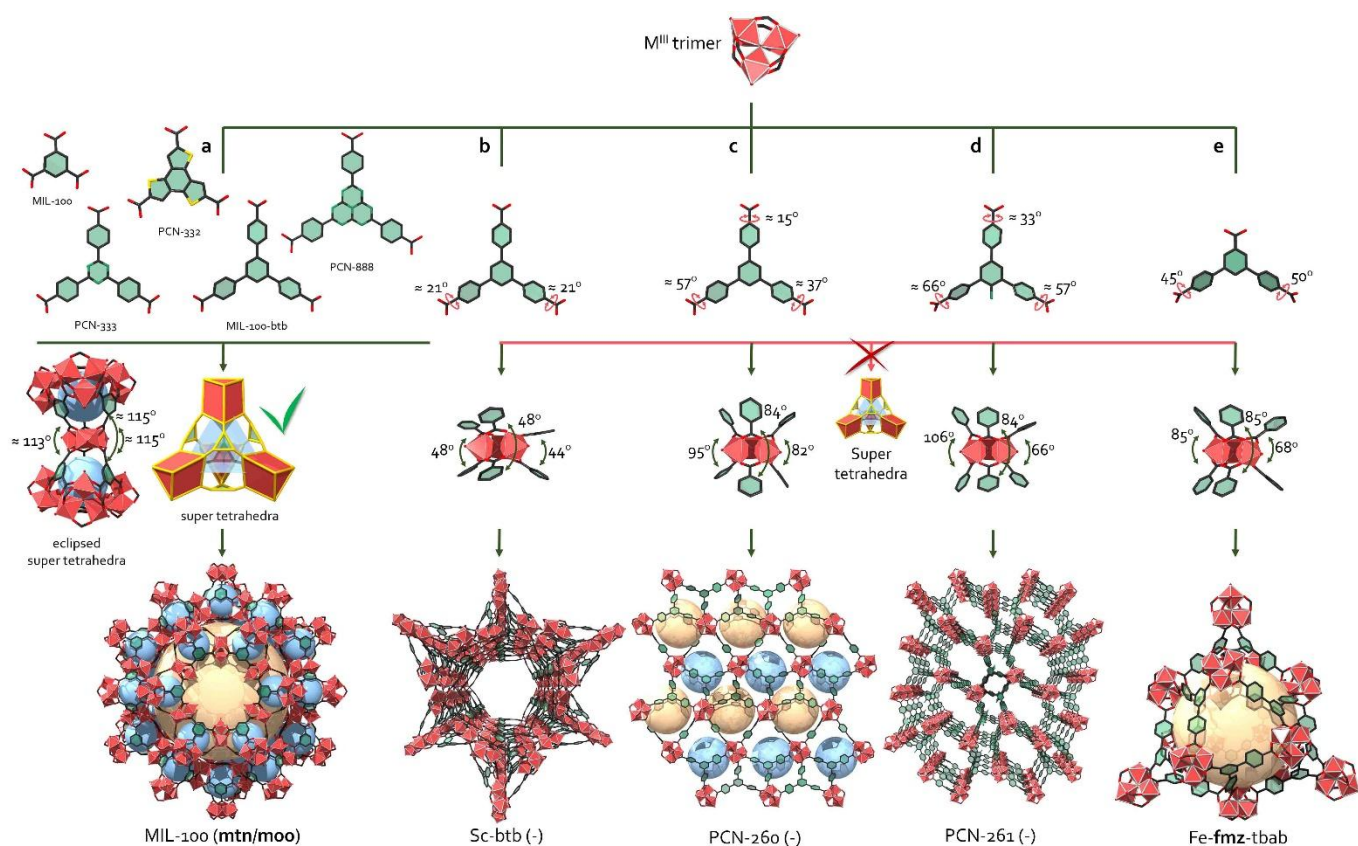 Mᴵᴵᴵ trimer
a
b
c
d
e
MIL-100
PCN-332
PCN-888
PCN-333
MIL-100-btb
≈ 21°
≈ 21°
≈ 15°
≈ 57°
≈ 37°
≈ 33°
≈ 66°
≈ 57°
45°
50°
≈ 115°
≈ 113°
≈ 115°
eclipsed
super tetrahedra
super tetrahedra
48°
48°
44°
84°
95°
82°
Super
tetrahedra
84°
106°
66°
85°
85°
68°
MIL-100 (mtn/moo)
Sc-btb (-)
PCN-260 (-)
PCN-261 (-)
Fe-fmz-tbab